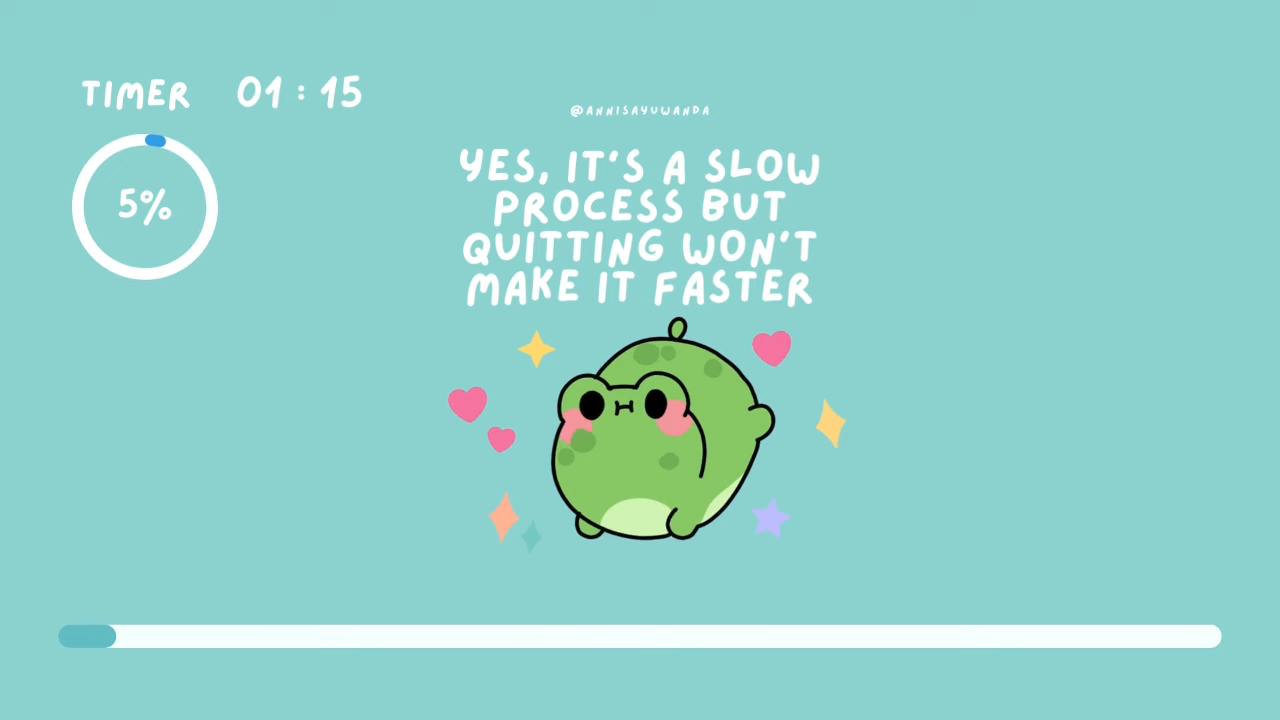 TIMER 01 : 15
5%
@ANNISAYUWANDA
YES, IT'S A SLOW
PROCESS BUT
QUITTING WON'T
MAKE IT FASTER